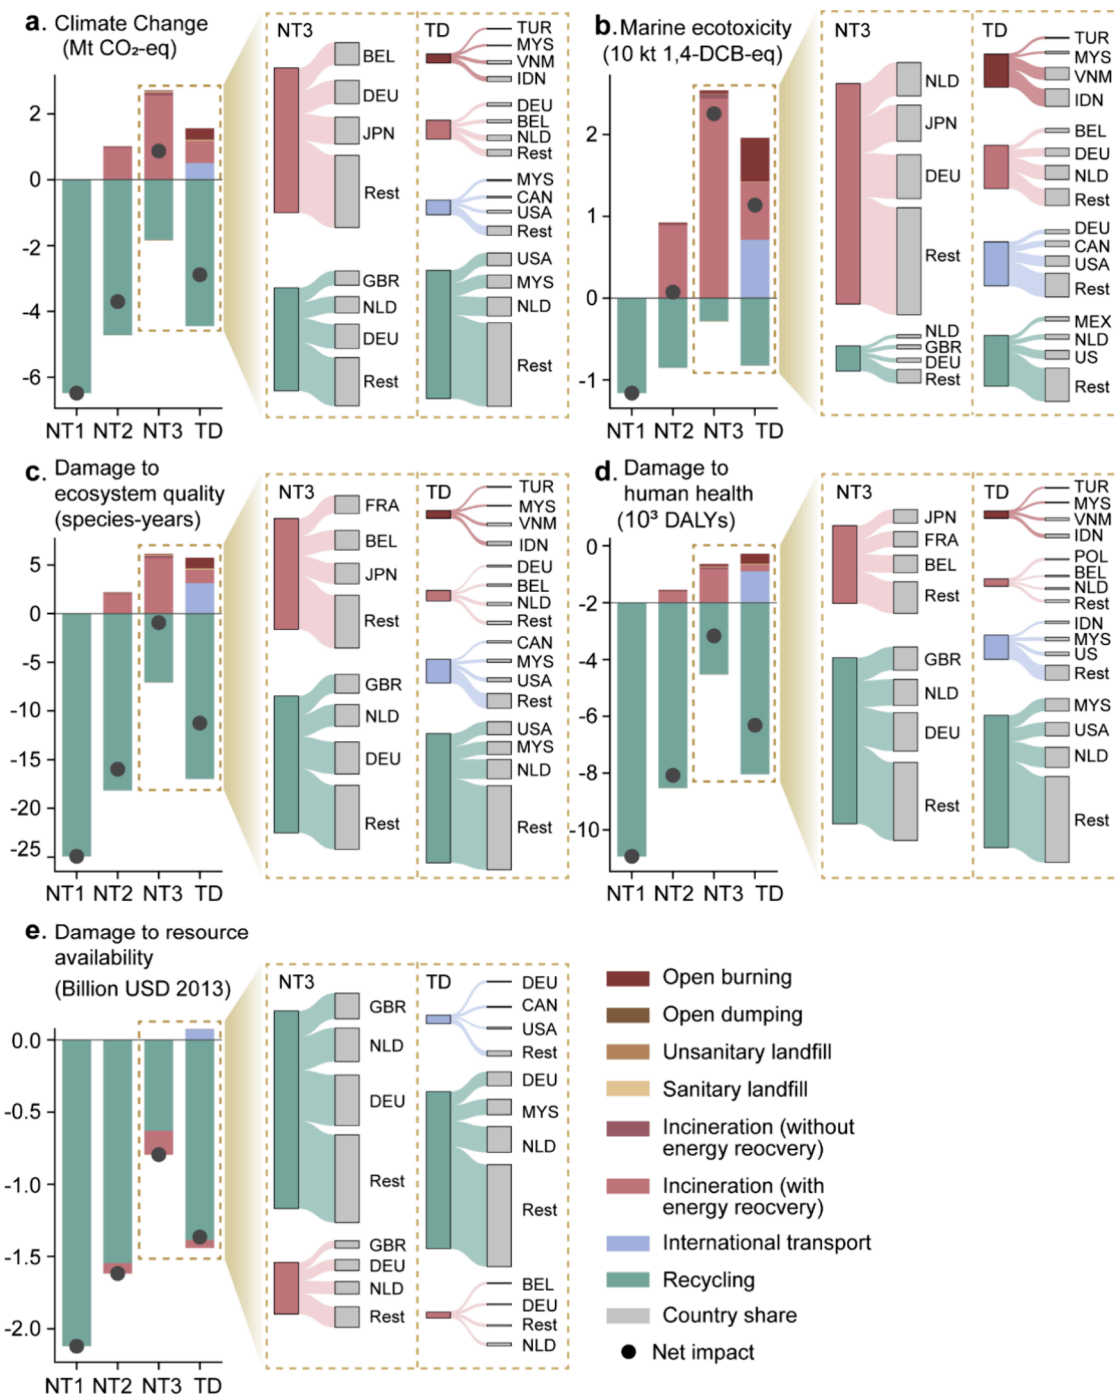 a. Climate Change
(Mt CO₂-eq)
2
0
-2
-4
-6
NT1 NT2 NT3 TD
NT3
BEL
DEU
JPN
Rest
GBR
NLD
DEU
Rest
TD
TUR
MYS
VNM
IDN
DEU
BEL
NLD
Rest
MYS
CAN
USA
Rest
USA
MYS
NLD
Rest
b. Marine ecotoxicity
(10 kt 1,4-DCB-eq)
2
1
0
-1
NT1 NT2 NT3 TD
NT3
NLD
JPN
DEU
Rest
NLD
GBR
DEU
Rest
TD
TUR
MYS
VNM
IDN
BEL
DEU
NLD
Rest
DEU
CAN
USA
Rest
MEX
NLD
US
Rest
c. Damage to
ecosystem quality
(species-years)
5
0
-5
-10
-15
-20
-25
NT1 NT2 NT3 TD
NT3
FRA
BEL
JPN
Rest
GBR
NLD
DEU
Rest
TD
TUR
MYS
VNM
IDN
DEU
BEL
NLD
Rest
CAN
MYS
USA
Rest
USA
MYS
NLD
Rest
d. Damage to
human health
(10³ DALYs)
0
-2
-4
-6
-8
-10
NT1 NT2 NT3 TD
NT3
JPN
FRA
BEL
Rest
GBR
NLD
DEU
Rest
TD
TUR
MYS
VNM
IDN
POL
BEL
NLD
Rest
IDN
MYS
US
Rest
MYS
USA
NLD
Rest
e. Damage to resource
availability
(Billion USD 2013)
0.0
-0.5
-1.0
-1.5
-2.0
NT1 NT2 NT3 TD
NT3
GBR
NLD
DEU
Rest
GBR
DEU
NLD
Rest
TD
DEU
CAN
USA
Rest
DEU
MYS
NLD
Rest
BEL
DEU
Rest
NLD
Open burning
Open dumping
Unsanitary landfill
Sanitary landfill
Incineration (without
energy reocvery)
Incineration (with
energy reocvery)
International transport
Recycling
Country share
Net impact